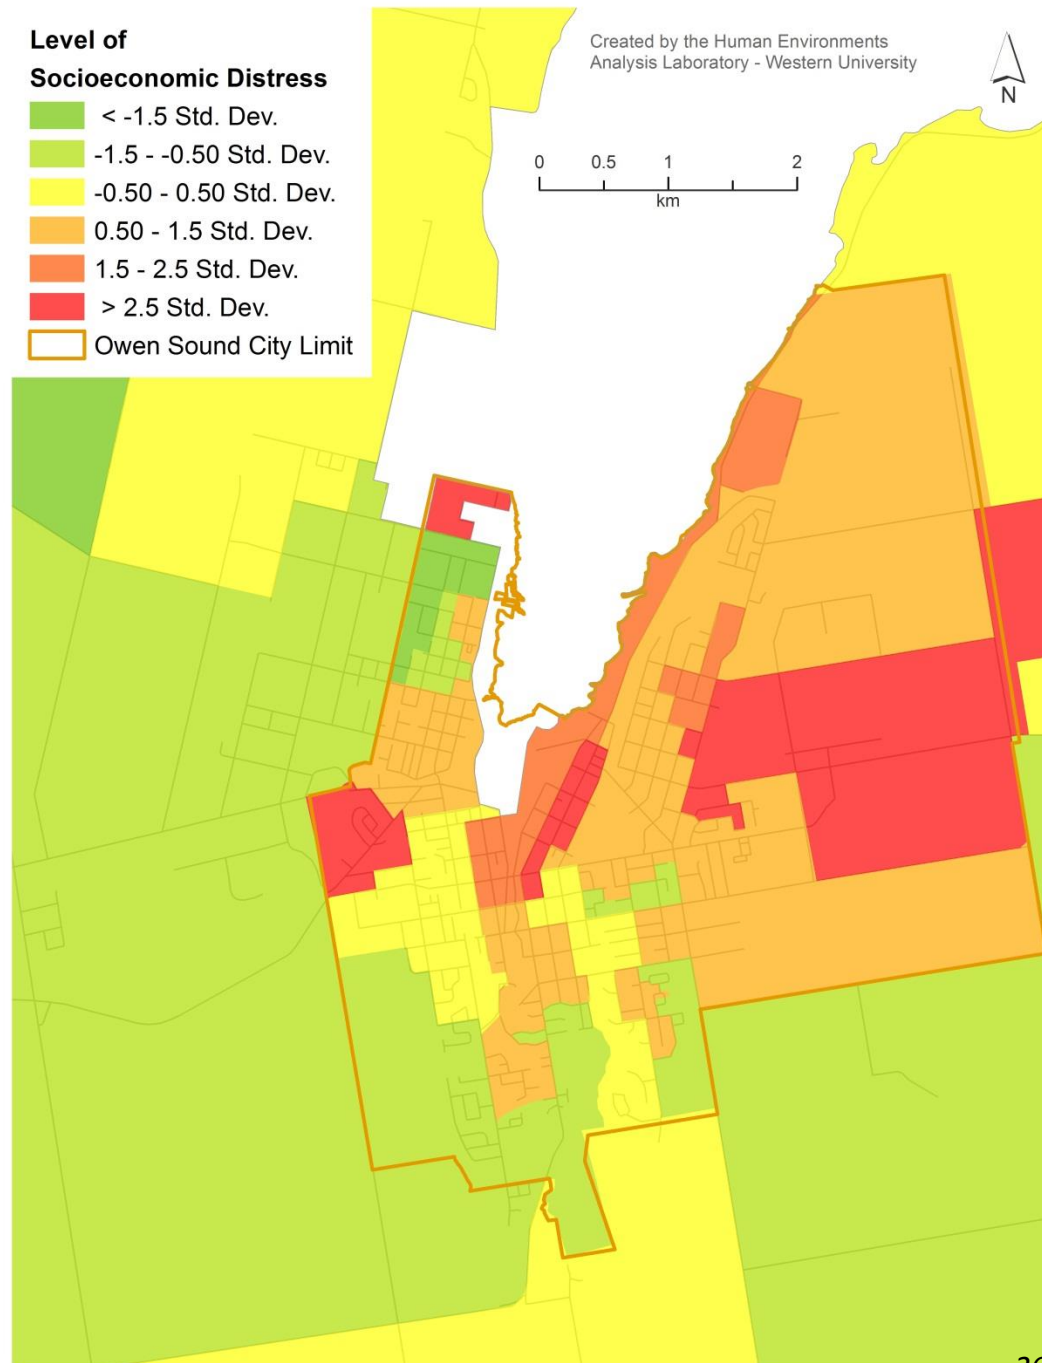 Level of
Socioeconomic Distress
< -1.5 Std. Dev.
-1.5 - -0.50 Std. Dev.
-0.50 - 0.50 Std. Dev.
0.50 - 1.5 Std. Dev.
1.5 - 2.5 Std. Dev.
> 2.5 Std. Dev.
Owen Sound City Limit
Created by the Human Environments
Analysis Laboratory - Western University
N
0 0.5 1 2
km